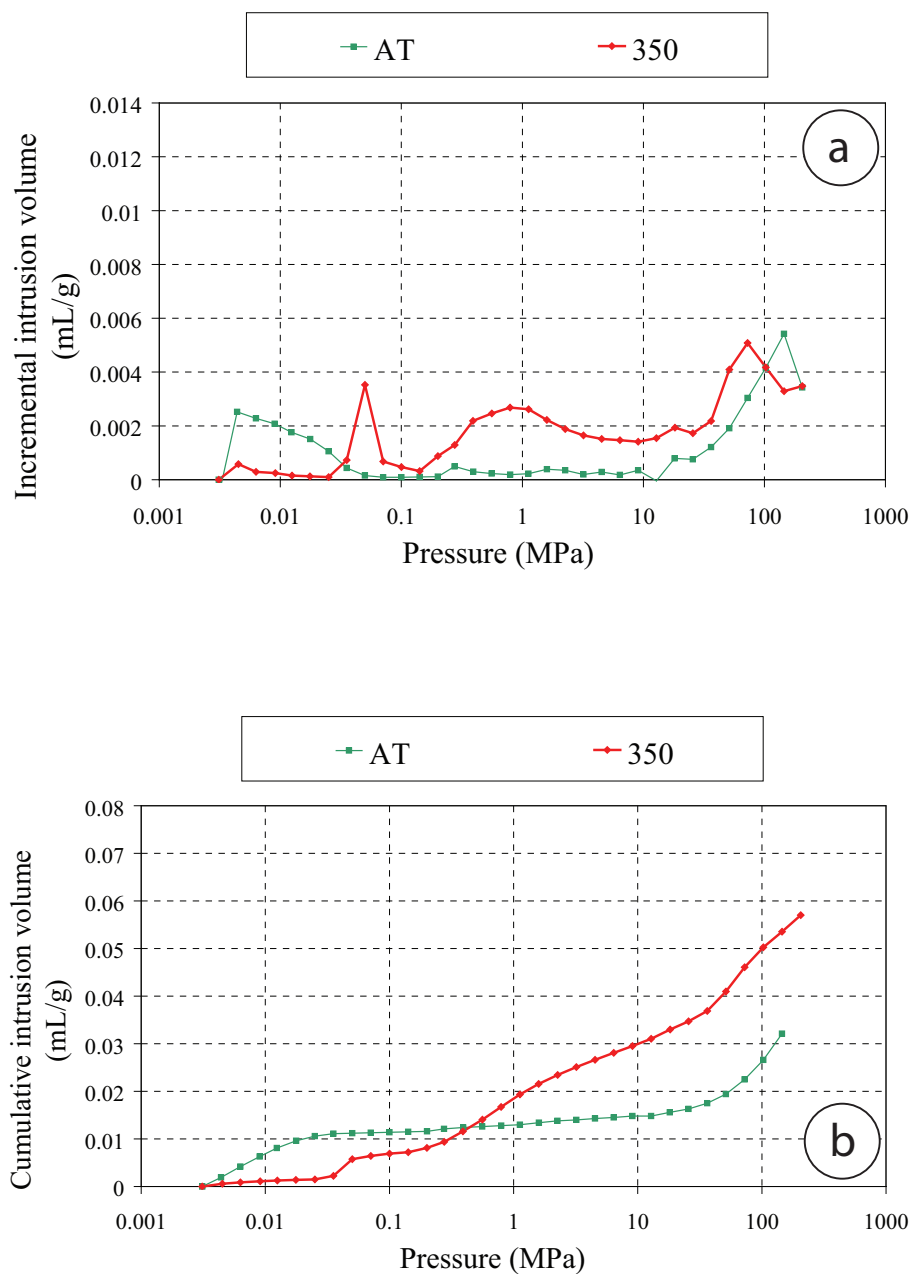 AT 350
0.014
0.012
0.01
0.008
0.006
0.004
0.002
0
Incremental intrusion volume
(mL/g)
a
0.001 0.01 0.1 1 10 100 1000
Pressure (MPa)
AT 350
0.08
0.07
0.06
0.05
0.04
0.03
0.02
0.01
0
Cumulative intrusion volume
(mL/g)
b
0.001 0.01 0.1 1 10 100 1000
Pressure (MPa)